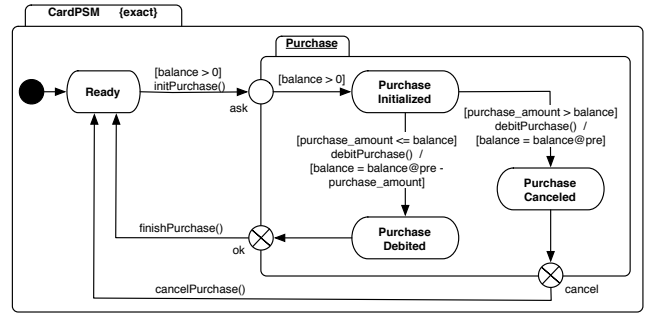 CardPSM {exact}
Purchase
[balance > 0]
initPurchase()
Ready
ask
[balance > 0]
Purchase
Initialized
[purchase_amount > balance]
debitPurchase() /
[balance = balance@pre]
[purchase_amount <= balance]
debitPurchase() /
[balance = balance@pre -
purchase_amount]
Purchase
Canceled
finishPurchase()
ok
Purchase
Debited
cancelPurchase()
cancel